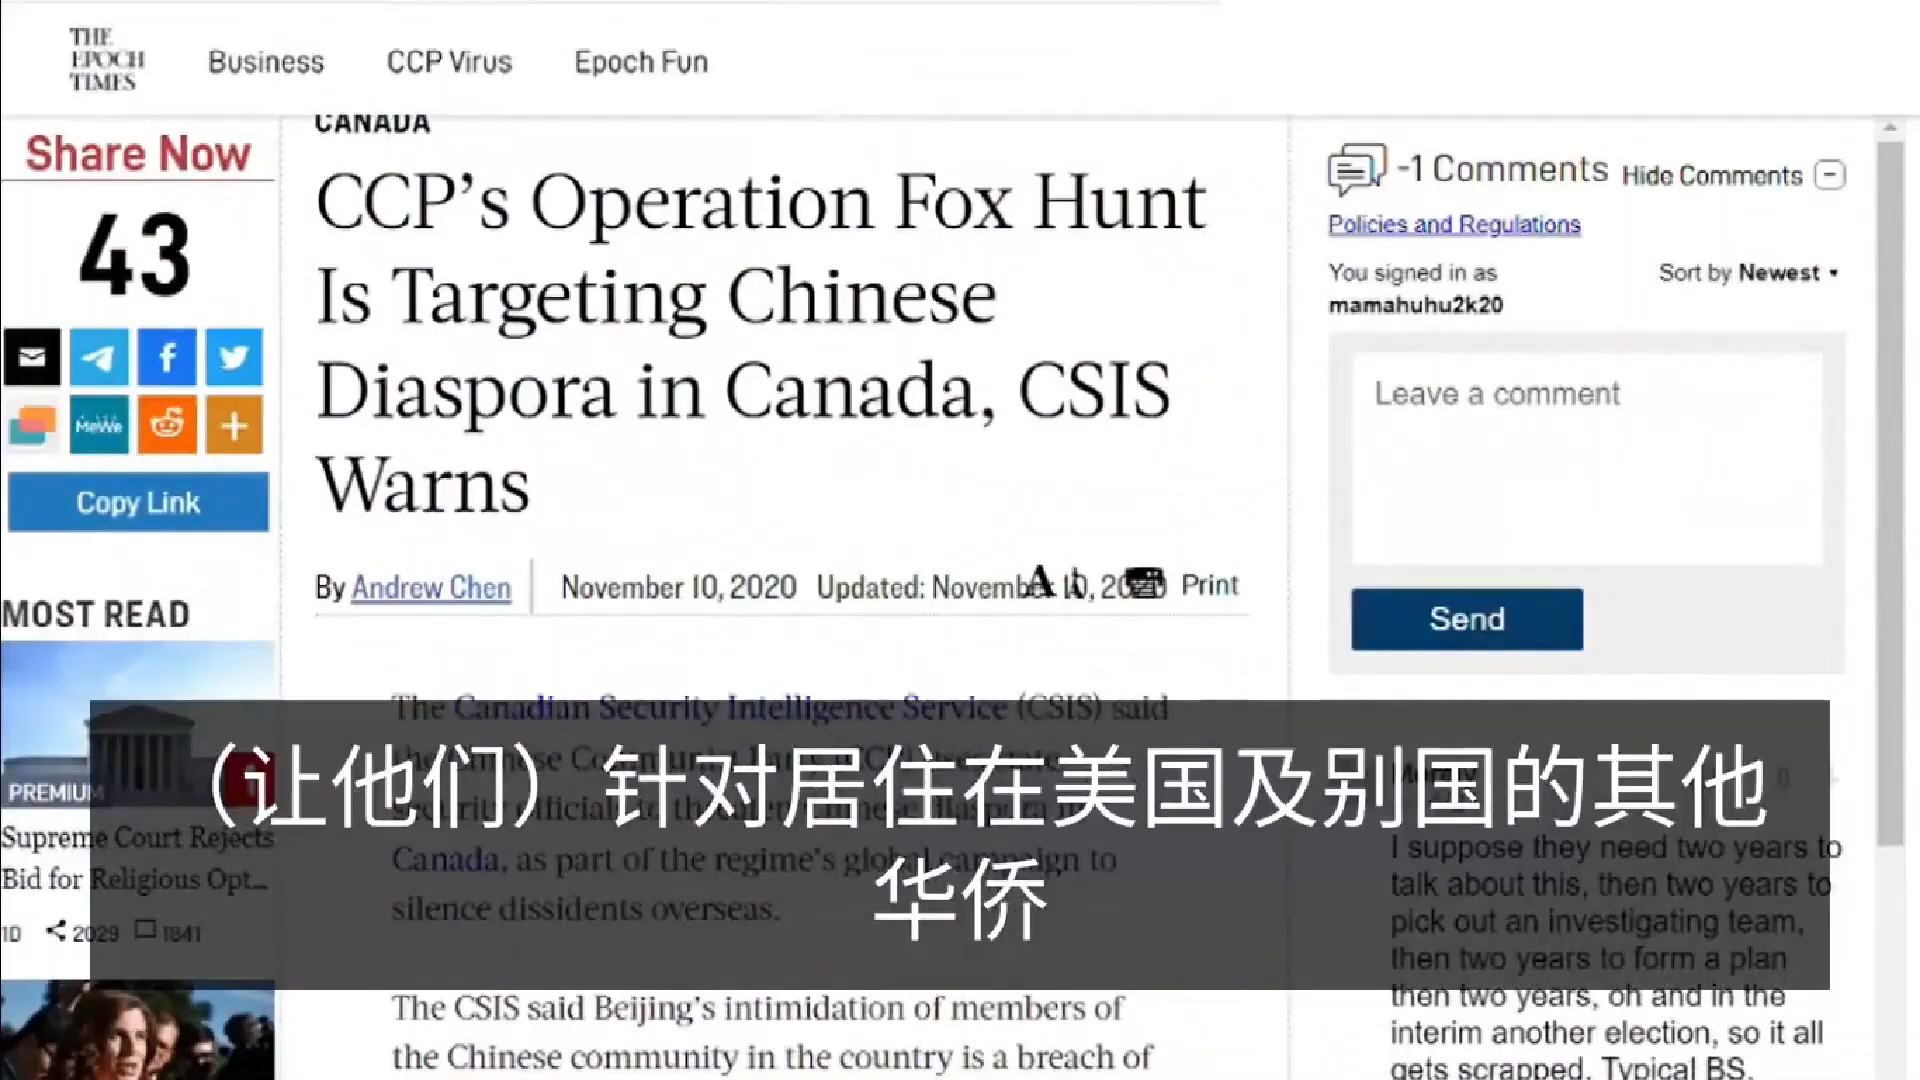 THE
EPOCH
TIMES
Business
CCP Virus
Epoch Fun
Share Now
43
MeWe
Copy Link
MOST READ
PREMIUM
Supreme Court Rejects
Bid for Religious Opt...
1D
2029
1841
CANADA
CCP’s Operation Fox Hunt
Is Targeting Chinese
Diaspora in Canada, CSIS
Warns
By Andrew Chen
November 10, 2020 Updated: November 10, 2020
Print
The Canadian Security Intelligence Service (CSIS) said
Canada, as part of the regime’s global campaign to
silence dissidents overseas.
The CSIS said Beijing’s intimidation of members of
the Chinese community in the country is a breach of
-1 Comments
Hide Comments
Policies and Regulations
You signed in as
mamahuhu2k20
Sort by Newest
Leave a comment
Send
I suppose they need two years to
talk about this, then two years to
pick out an investigating team,
then two years to form a plan
then two years, oh and in the
interim another election, so it all
gets scrapped. Typical BS.
（让他们）针对居住在美国及别国的其他
华侨